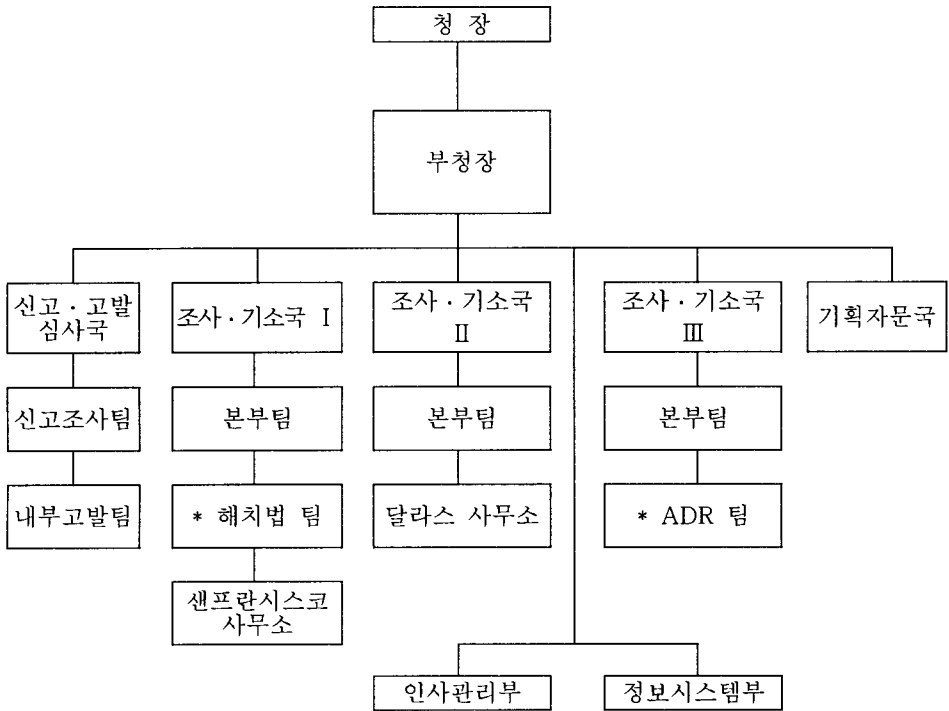 청 장
부청장
신고·고발
심사국
조사·기소국 Ⅰ
조사·기소국
Ⅱ
조사·기소국
Ⅲ
기획자문국
신고조사팀
본부팀
본부팀
본부팀
내부고발팀
* 해치법 팀
달라스 사무소
* ADR 팀
샌프란시스코
사무소
인사관리부
정보시스템부